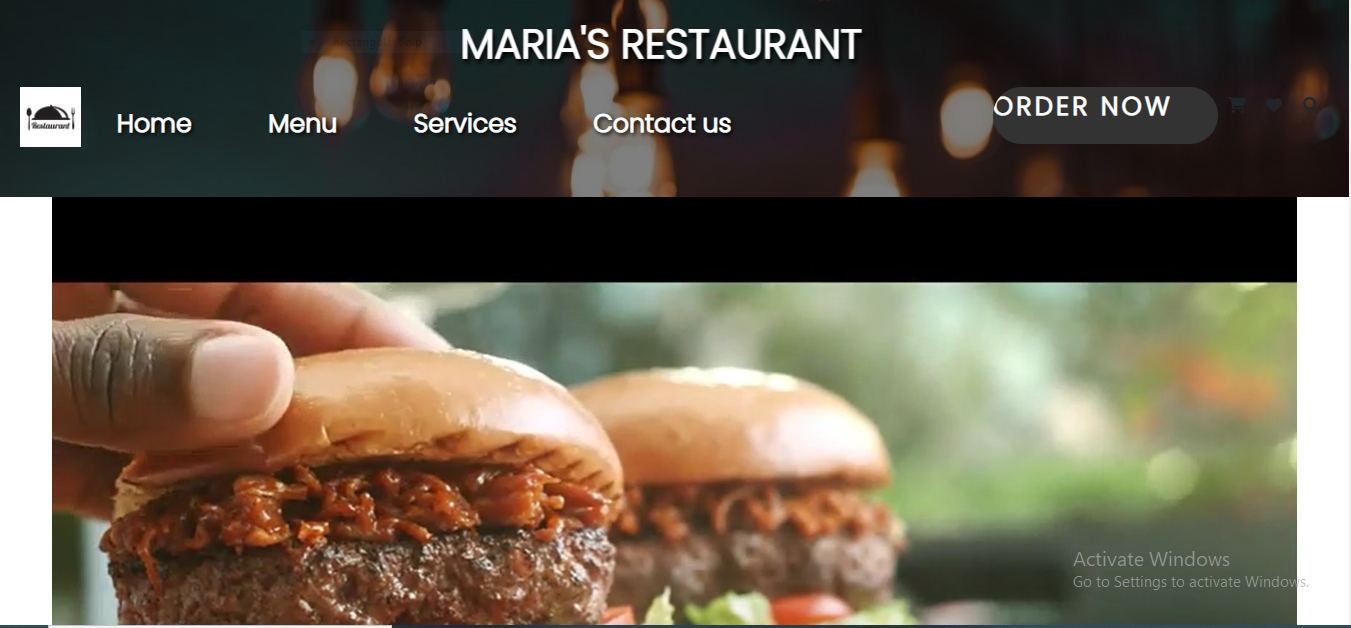 MARIA'S RESTAURANT
Restaurant
Home Menu Services Contact us
ORDER NOW
Activate Windows
Go to Settings to activate Windows.